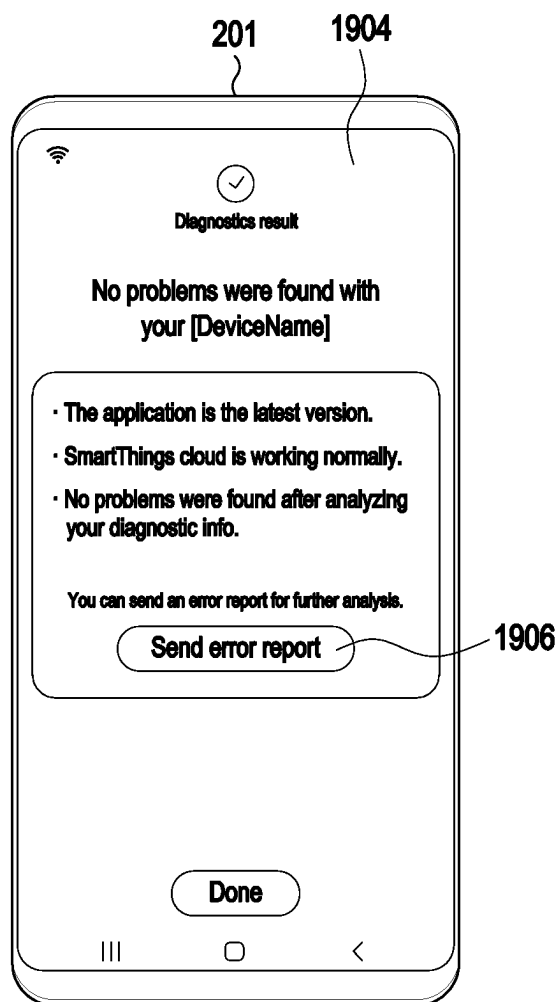 201
1904
Diagnostics result
No problems were found with
your [DeviceName]
· The application is the latest version.
· SmartThings cloud is working normally.
· No problems were found after analyzing
your diagnostic info.
You can send an error report for further analysis.
Send error report
1906
Done